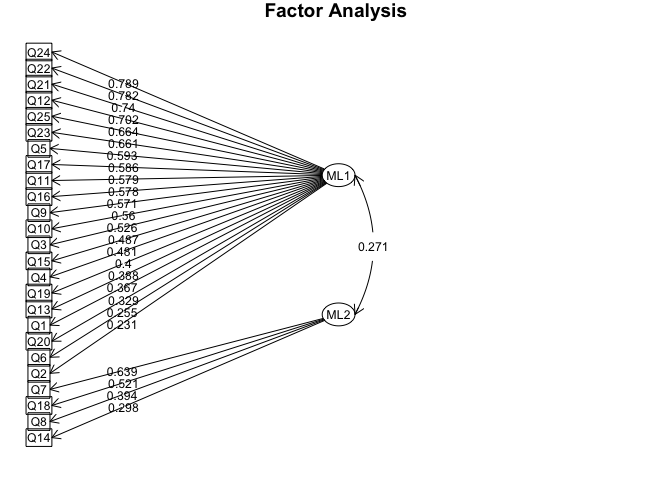 Factor Analysis
Q24
Q22
Q21
Q12
Q25
Q23
Q5
Q17
Q11
Q16
Q9
Q10
Q3
Q15
Q4
Q19
Q13
Q1
Q20
Q6
Q2
Q7
Q18
Q8
Q14
0.789
0.782
0.74
0.702
0.664
0.661
0.593
0.586
0.579
0.578
0.571
0.56
0.526
0.487
0.481
0.4
0.388
0.367
0.329
0.255
0.231
0.639
0.521
0.394
0.298
ML1
0.271
ML2